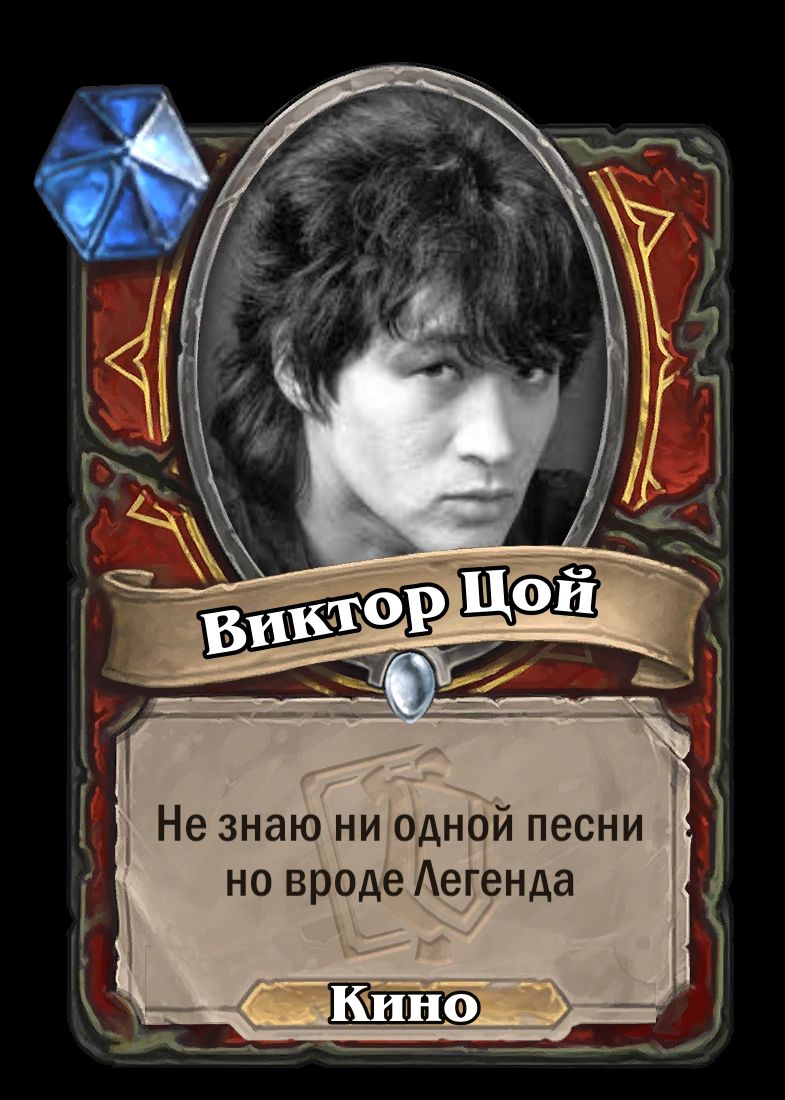 Виктор Цой
Не знаю ни одной песни
но вроде Легенда
Кино